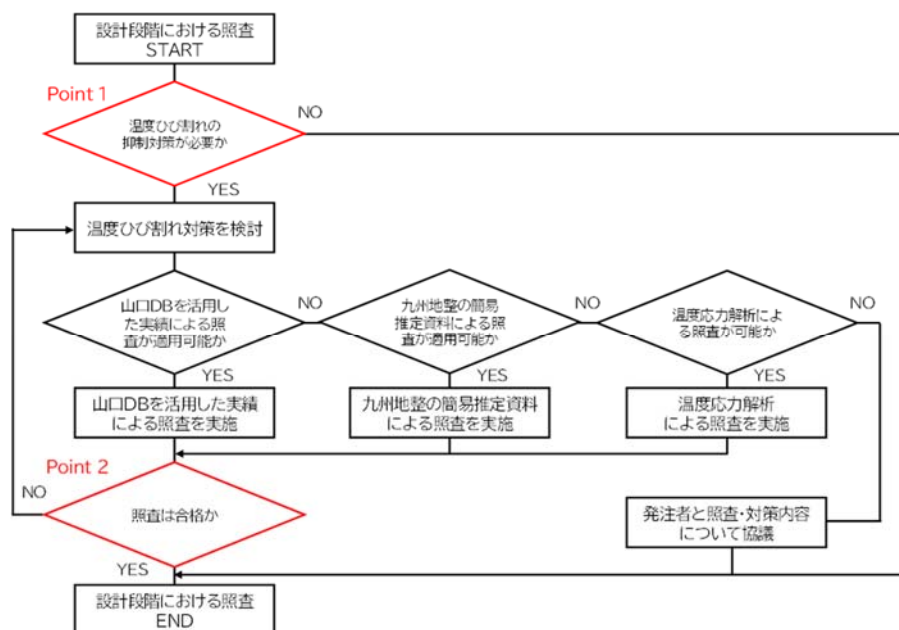 設計段階における照査
START
Point 1
温度ひび割れの
抑制対策が必要か
NO
YES
温度ひび割れ対策を検討
山口DBを活用し
た実績による照
査が適用可能か
NO
九州地整の簡易
推定資料による照
査が適用可能か
NO
温度応力解析によ
る照査が可能か
NO
YES
YES
YES
山口DBを活用した実績
による照査を実施
九州地整の簡易推定資料
による照査を実施
温度応力解析
による照査を実施
Point 2
NO
照査は合格か
発注者と照査・対策内容
について協議
YES
設計段階における照査
END